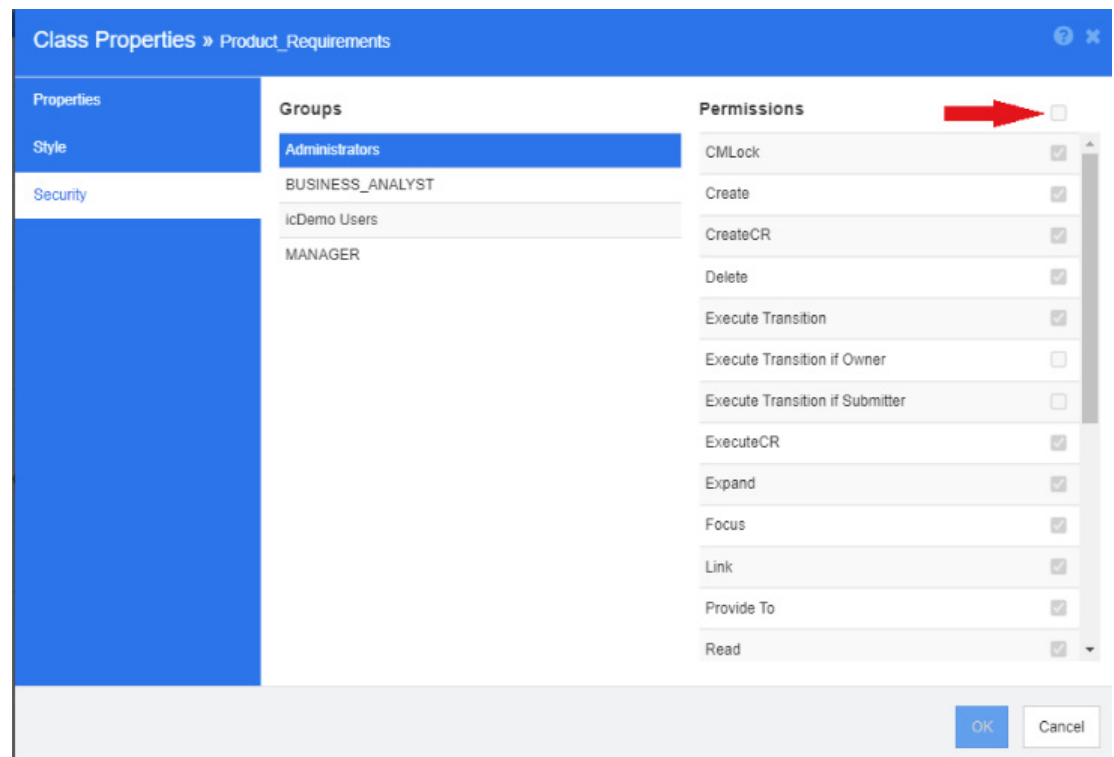 Class Properties » Product_Requirements
Properties
Style
Security
Groups
Administrators
BUSINESS_ANALYST
icDemo Users
MANAGER
Permissions
CMLock
Create
CreateCR
Delete
Execute Transition
Execute Transition if Owner
Execute Transition if Submitter
ExecuteCR
Expand
Focus
Link
Provide To
Read
OK
Cancel